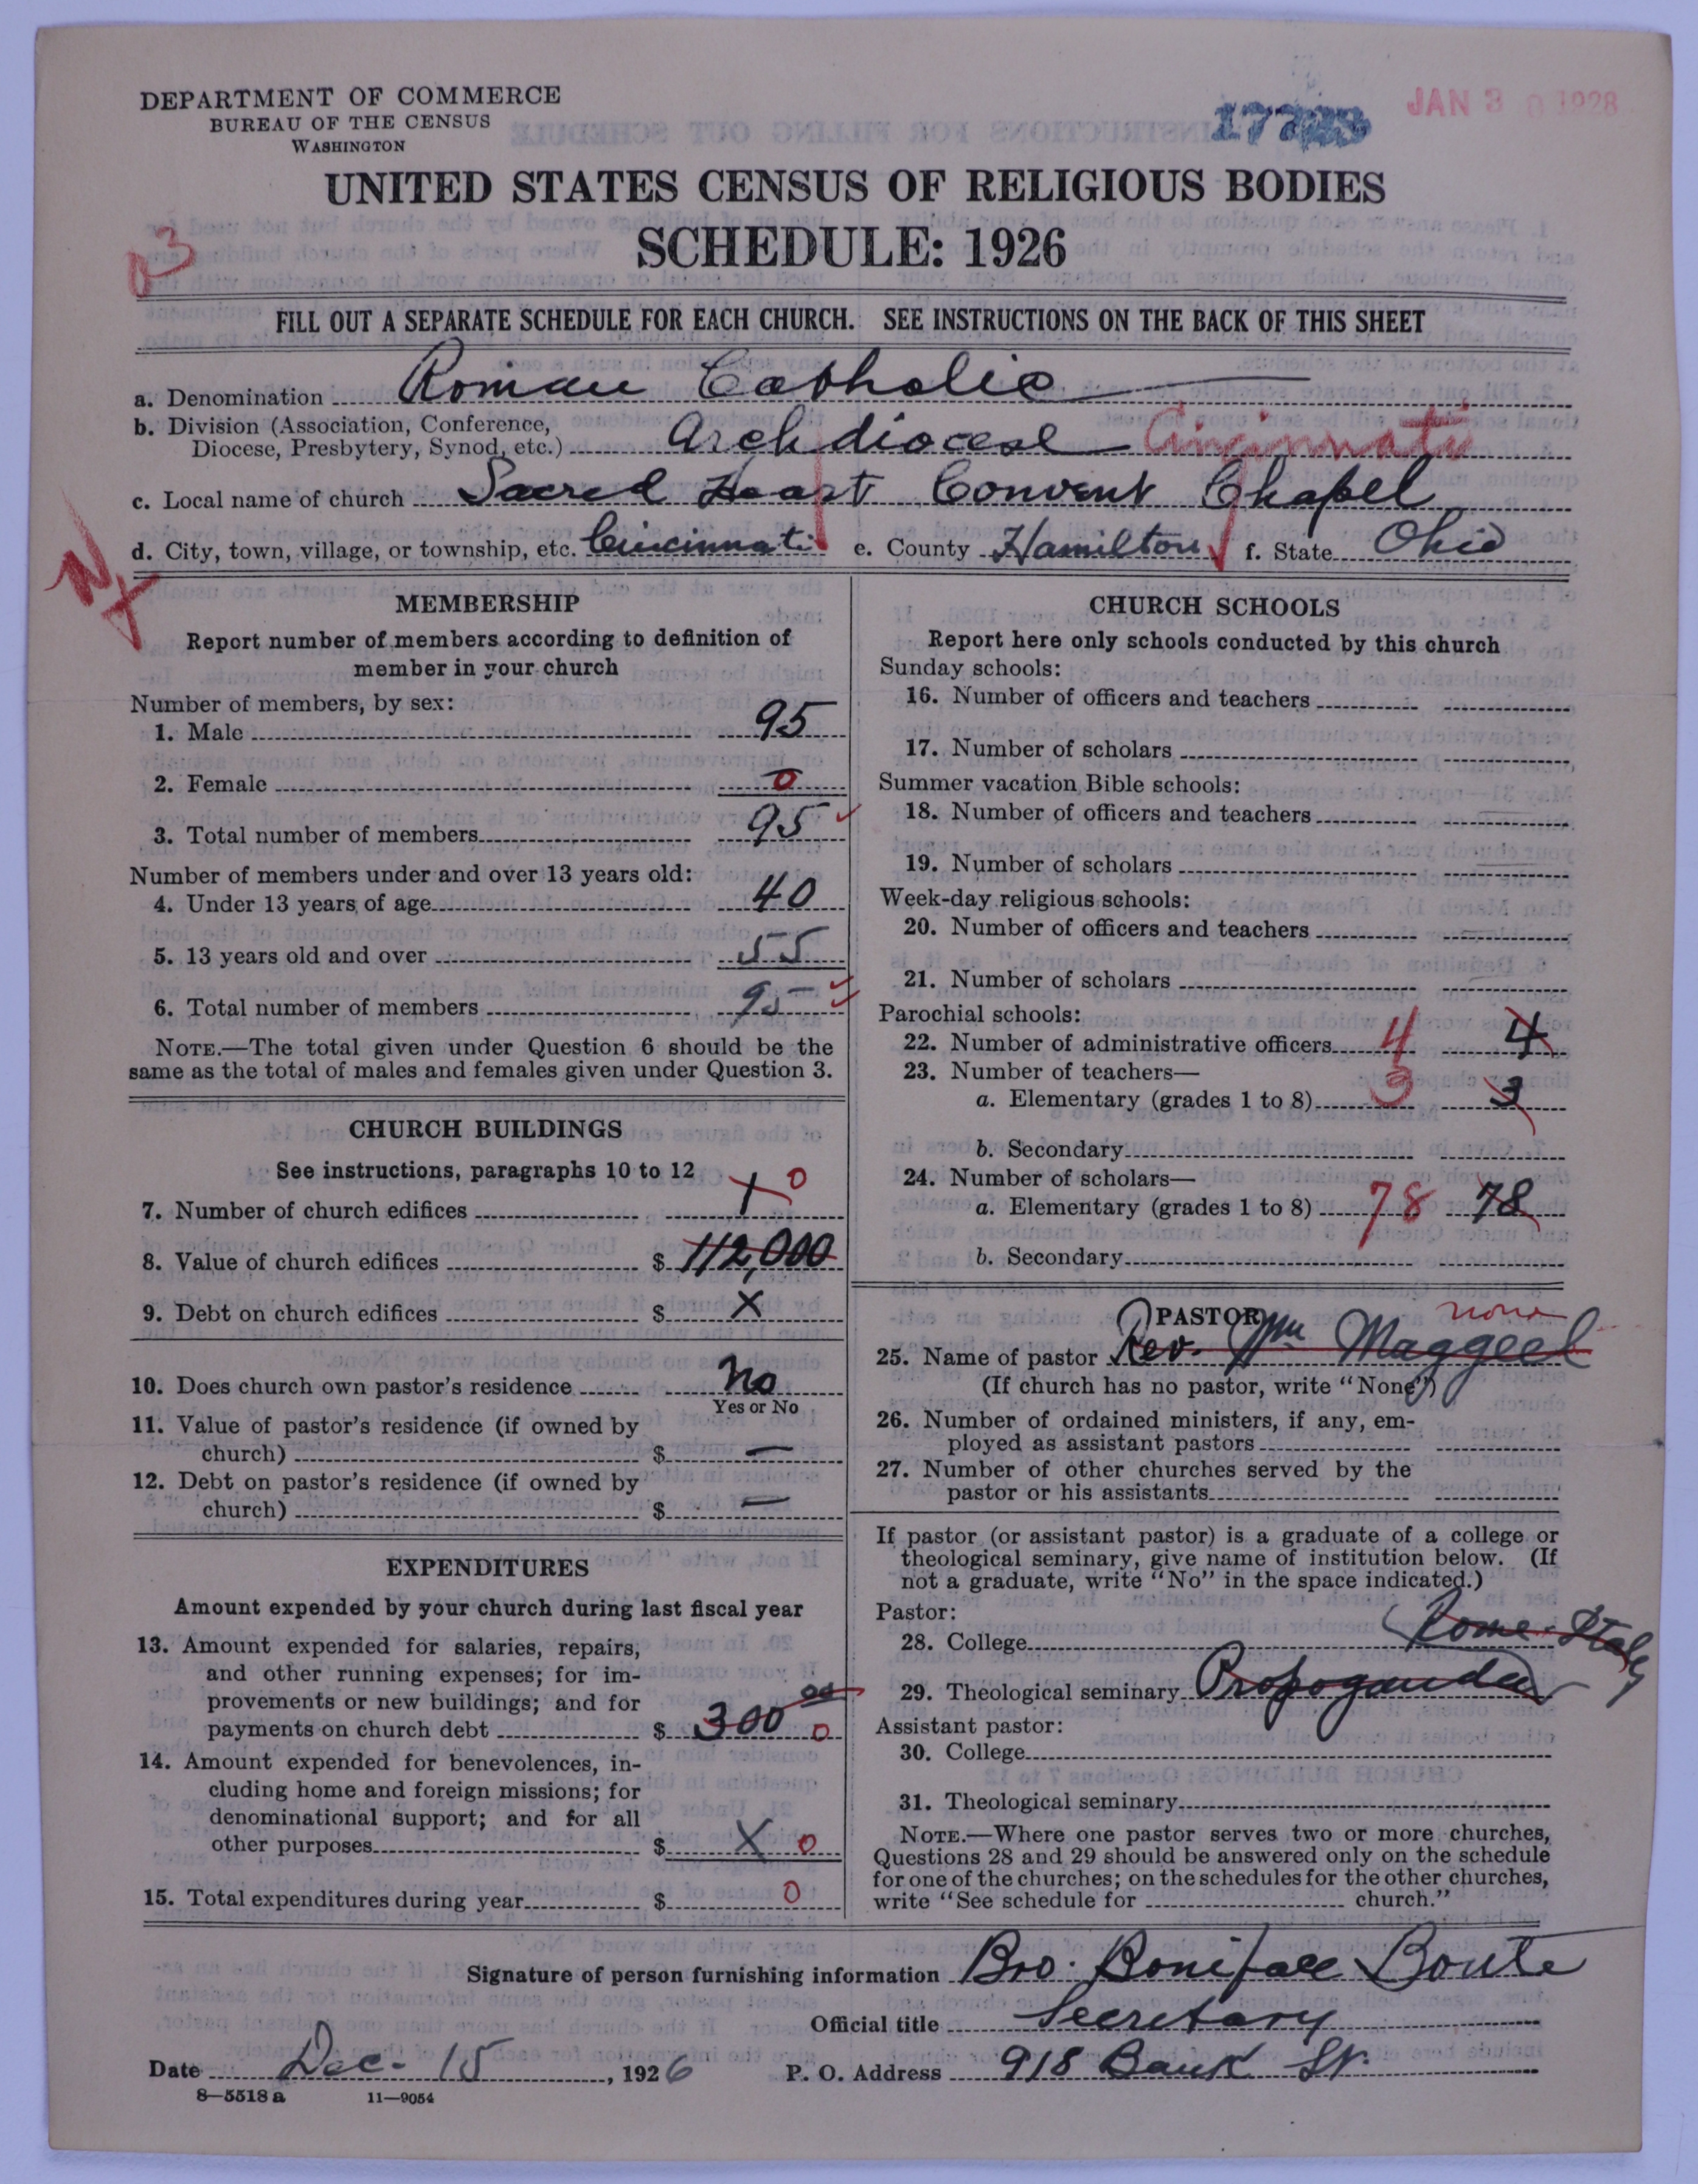 DEPARTMENT OF COMMERCE
BUREAU OF THE CENSUS
WASHINGTON
JAN 3 0 1928
UNITED STATES CENSUS OF RELIGIOUS BODIES
SCHEDULE: 1926
03
FILL OUT A SEPARATE SCHEDULE FOR EACH CHURCH. SEE INSTRUCTIONS ON THE BACK OF THIS SHEET
a. Denomination Roman Catholic
b. Division (Association, Conference,
Diocese, Presbytery, Synod, etc.) Archdiocese - Cincinnati
c. Local name of church Sacred Heart Convent Chapel
d. City, town, village, or township, etc. Cincinnati e. County Hamilton f. State Ohio
MEMBERSHIP
Report number of members according to definition of
member in your church
Number of members, by sex:
1. Male 95
2. Female 0
3. Total number of members 95
Number of members under and over 13 years old:
4. Under 13 years of age 40
5. 13 years old and over 55
6. Total number of members 95
NOTE.—The total given under Question 6 should be the
same as the total of males and females given under Question 3.
CHURCH BUILDINGS
See instructions, paragraphs 10 to 12
7. Number of church edifices 1 0
8. Value of church edifices $ 112,000
9. Debt on church edifices $ X
10. Does church own pastor's residence no
Yes or No
11. Value of pastor's residence (if owned by
church) $ —
12. Debt on pastor's residence (if owned by
church) $ —
EXPENDITURES
Amount expended by your church during last fiscal year
13. Amount expended for salaries, repairs,
and other running expenses; for im-
provements or new buildings; and for
payments on church debt $ 300 00 0
14. Amount expended for benevolences, in-
cluding home and foreign missions; for
denominational support; and for all
other purposes $ X 0
15. Total expenditures during year $ 0
CHURCH SCHOOLS
Report here only schools conducted by this church
Sunday schools:
16. Number of officers and teachers
17. Number of scholars
Summer vacation Bible schools:
18. Number of officers and teachers
19. Number of scholars
Week-day religious schools:
20. Number of officers and teachers
21. Number of scholars
Parochial schools:
22. Number of administrative officers 4 4
23. Number of teachers—
a. Elementary (grades 1 to 8) 3 3
b. Secondary
24. Number of scholars—
a. Elementary (grades 1 to 8) 78 78
b. Secondary
PASTOR none
25. Name of pastor Rev. Wm Maggeel
(If church has no pastor, write "None")
26. Number of ordained ministers, if any, em-
ployed as assistant pastors
27. Number of other churches served by the
pastor or his assistants
If pastor (or assistant pastor) is a graduate of a college or
theological seminary, give name of institution below. (If
not a graduate, write "No" in the space indicated.)
Pastor:
28. College Rome-Italy
29. Theological seminary Propoganda
Assistant pastor:
30. College
31. Theological seminary
NOTE.—Where one pastor serves two or more churches,
Questions 28 and 29 should be answered only on the schedule
for one of the churches; on the schedules for the other churches,
write "See schedule for church."
Signature of person furnishing information Bro. Boniface Bonte
Official title Secretary
Date Dec. 15, 1926 P. O. Address 918 Bank St.
8—5518 a 11—9054